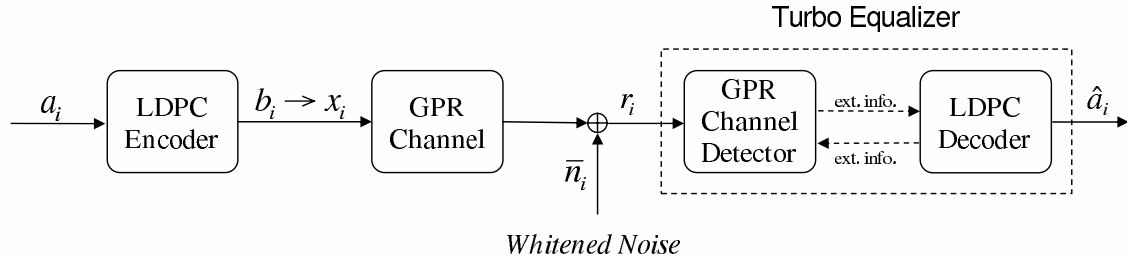 Turbo Equalizer
a_i
LDPC
Encoder
b_i → x_i
GPR
Channel
n̅_i
Whitened Noise
r_i
GPR
Channel
Detector
ext. info.
ext. info.
LDPC
Decoder
â_i